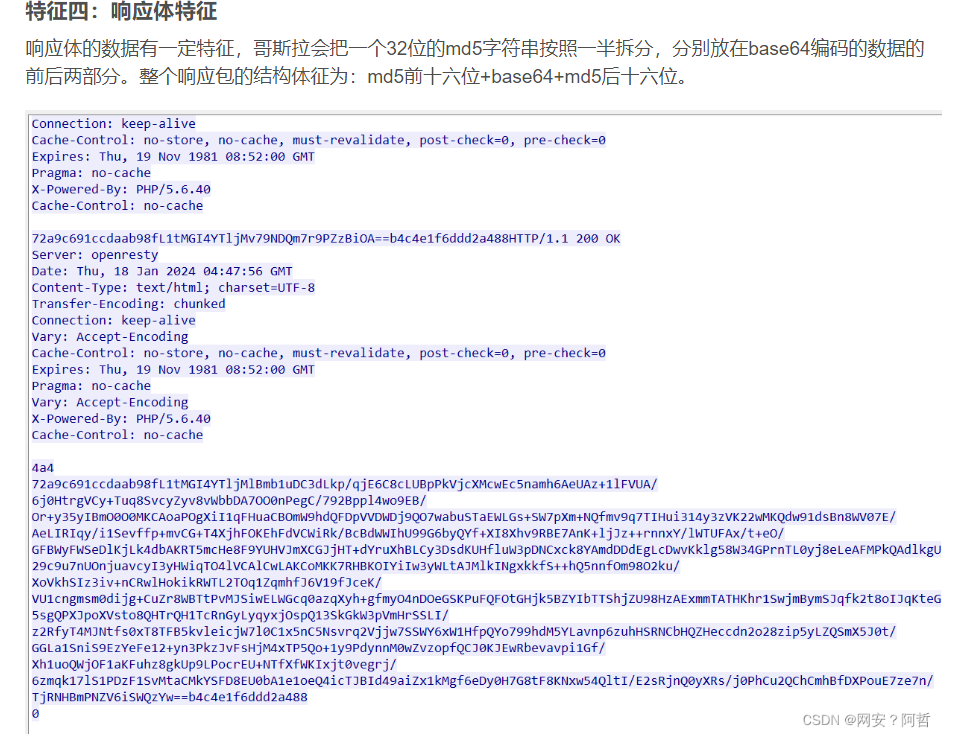 特征四：响应体特征
响应体的数据有一定特征，哥斯拉会把一个32位的md5字符串按照一半拆分，分别放在base64编码的数据的
前后两部分。整个响应包的结构体征为：md5前十六位+base64+md5后十六位。
Connection: keep-alive
Cache-Control: no-store, no-cache, must-revalidate, post-check=0, pre-check=0
Expires: Thu, 19 Nov 1981 08:52:00 GMT
Pragma: no-cache
X-Powered-By: PHP/5.6.40
Cache-Control: no-cache
72a9c691ccdaab98fL1tMGI4YTljMv79NDQm7r9PZzBiOA==b4c4e1f6ddd2a488HTTP/1.1 200 OK
Server: openresty
Date: Thu, 18 Jan 2024 04:47:56 GMT
Content-Type: text/html; charset=UTF-8
Transfer-Encoding: chunked
Connection: keep-alive
Vary: Accept-Encoding
Cache-Control: no-store, no-cache, must-revalidate, post-check=0, pre-check=0
Expires: Thu, 19 Nov 1981 08:52:00 GMT
Pragma: no-cache
Vary: Accept-Encoding
X-Powered-By: PHP/5.6.40
Cache-Control: no-cache
4a4
72a9c691ccdaab98fL1tMGI4YTljMlBmb1uDC3dLkp/qjE6C8cLUBpPkVjcXMcwEc5namh6AeUAz+1lFVUA/
6j0HtrgVCy+Tuq8SvcyZyv8vWbbDA7OO0nPegC/792Bppl4wo9EB/
Or+y35yIBmO0O0MKCAoaPOgXiI1qFHuaCBOmW9hdQFDpVVDWDj9QO7wabuSTaEWLGs+SW7pXm+NQfmv9q7TIHui314y3zVK22wMKQdw91dsBn8WV07E/
AeLIRIqy/i1Sevffp+mvCG+T4XjhFOKEhFdVCWiRk/BcBdWWIhU99G6byQYf+XI8Xhv9RBE7AnK+ljJz++rnnxY/lWTUFAx/t+eO/
GFBWyFWSeDlKjLk4dbAKRT5mcHe8F9YUHVJmXCGJjHT+dYruXhBLCy3DsdKUHfluW3pDNCxck8YAmdDDdEgLcDwvKklg58W34GPrnTL0yj8eLeAFMPkQAdlkgU
29c9u7nUOnjuavcyI3yHWiqTO4lVCAlCwLAKCoMKK7RHBKOIYiIw3yWLtAJMlkINgxkkfS++hQ5nnfOm98O2ku/
XoVkhSIz3iv+nCRwlHokikRWTL2TOq1ZqmhfJ6V19fJceK/
VU1cngmsm0dijg+CuZr8WBTtPvMJSiwELWGcq0azqXyh+gfmyO4nDOeGSKPuFQFOtGHjk5BZYIbTTShjZU98HzAExmmTATHKhr1SwjmBymSJqfk2t8oIJqKteG
5sgQPXJpoXVsto8QHTrQH1TcRnGyLyqyxjOspQ13SkGkW3pVmHrSSLI/
z2RfyT4MJNtfs0xT8TFB5kvleicjW7l0C1x5nC5Nsvrq2Vjjw7SSWY6xW1HfpQYo799hdM5YLavnp6zuhHSRNCbHQZHeccdn2o28zip5yLZQSmX5J0t/
GGLa1SniS9EzYeFe12+yn3PkzJvFsHjM4xTP5Qo+1y9PdynnM0wZvzopfQCJ0KJEwRbevavpi1Gf/
Xh1uoQWjOF1aKFuhz8gkUp9LPocrEU+NTfXfWKIxjt0vegrj/
6zmqk17lS1PDzF1SvMtaCMkYSFD8EU0bA1e1oeQ4icTJBId49aiZx1kMgf6eDy0H7G8tF8KNxw54QltI/E2sRjnQ0yXRs/j0PhCu2QChCmhBfDXPouE7ze7n/
TjRNHBmPNZV6iSWQzYw==b4c4e1f6ddd2a488
0
CSDN @网安？阿哲